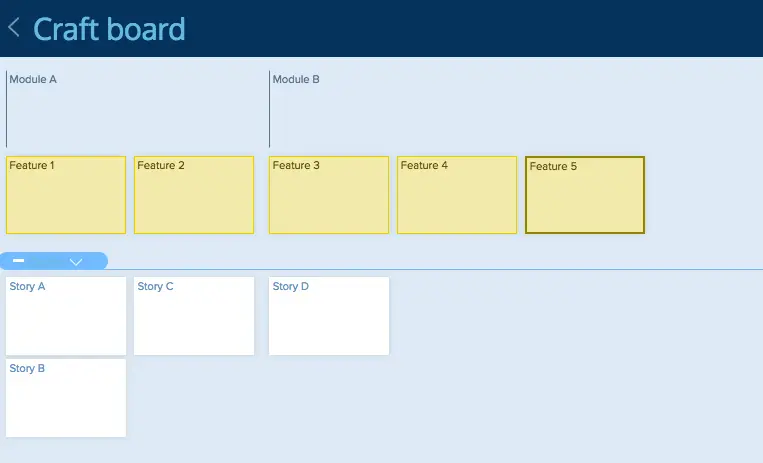 Craft board
Module A
Module B
Feature 1
Feature 2
Feature 3
Feature 4
Feature 5
Story A
Story C
Story D
Story B